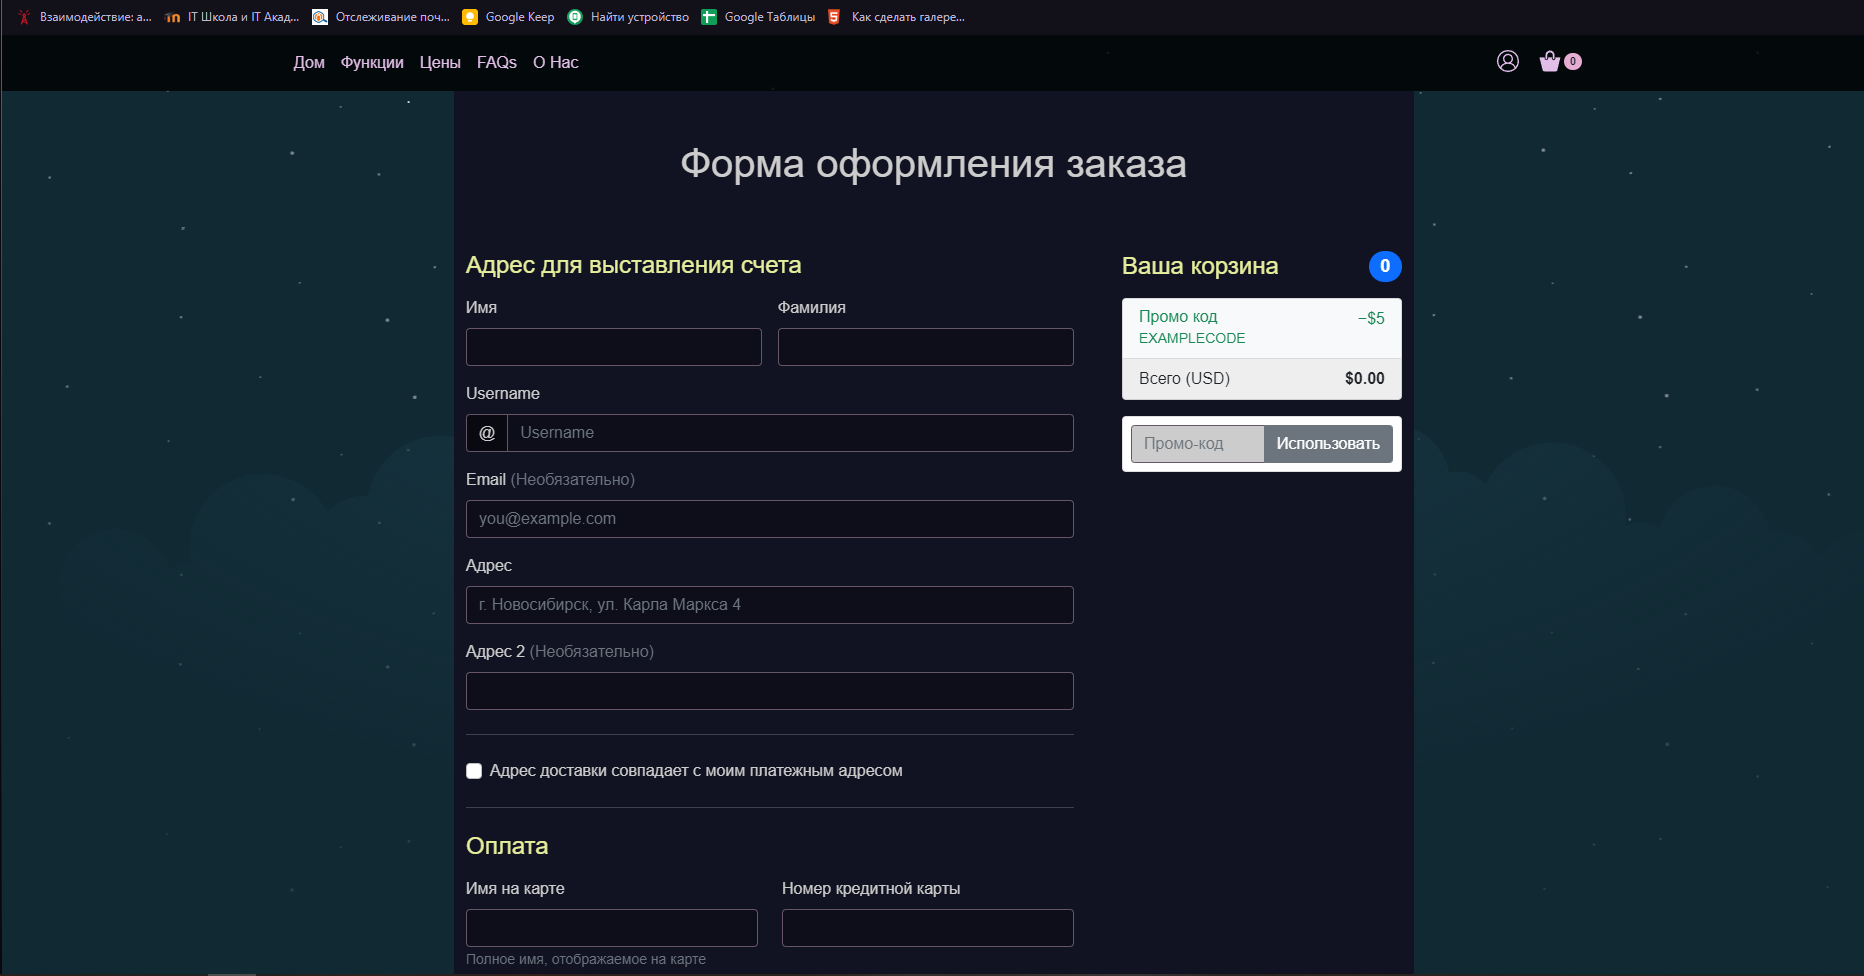 Взаимодействие: а...
IT Школа и IT Акад...
Отслеживание поч...
Google Keep
Найти устройство
Google Таблицы
Как сделать галере...
Дом Функции Цены FAQs О Нас
0
Форма оформления заказа
Адрес для выставления счета
Имя
Фамилия
Username
@ Username
Email (Необязательно)
you@example.com
Адрес
г. Новосибирск, ул. Карла Маркса 4
Адрес 2 (Необязательно)
Адрес доставки совпадает с моим платежным адресом
Оплата
Имя на карте
Номер кредитной карты
Полное имя, отображаемое на карте
Ваша корзина 0
Промо код −$5
EXAMPLECODE
Всего (USD) $0.00
Промо-код Использовать